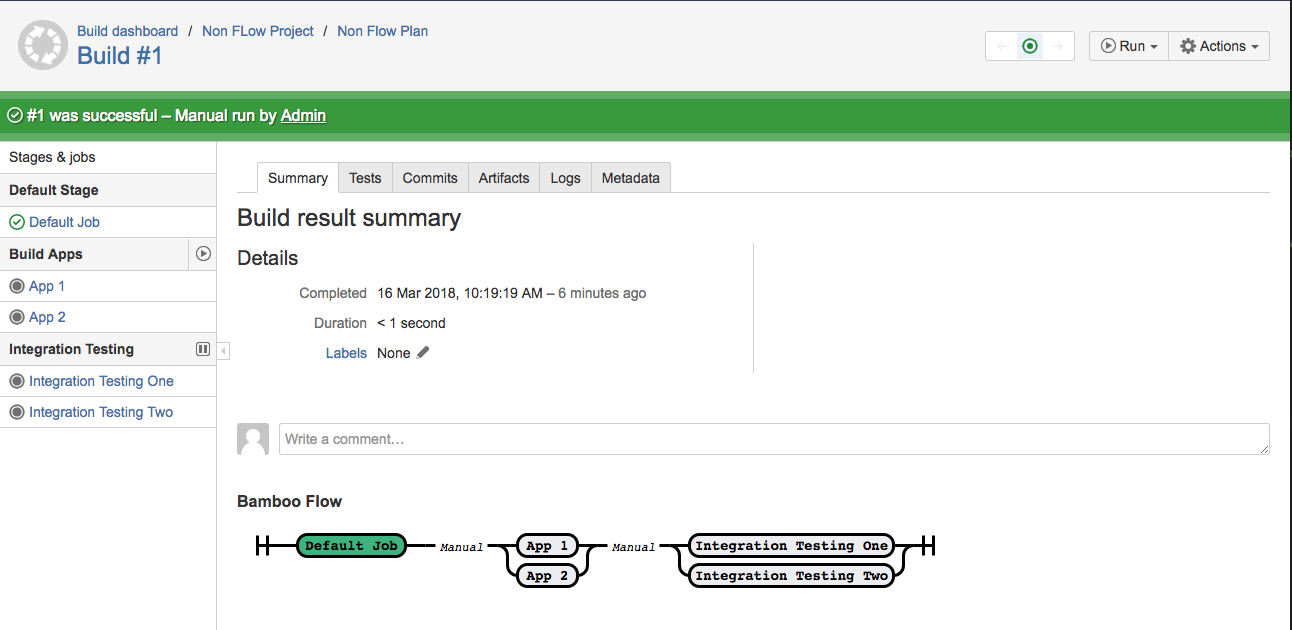 Build dashboard / Non FLow Project / Non Flow Plan
Build #1
Run
Actions
#1 was successful – Manual run by Admin
Stages & jobs
Default Stage
Default Job
Build Apps
App 1
App 2
Integration Testing
Integration Testing One
Integration Testing Two
Summary Tests Commits Artifacts Logs Metadata
Build result summary
Details
Completed 16 Mar 2018, 10:19:19 AM – 6 minutes ago
Duration < 1 second
Labels None
Write a comment…
Bamboo Flow
Default Job Manual App 1 Manual Integration Testing One
App 2 Integration Testing Two